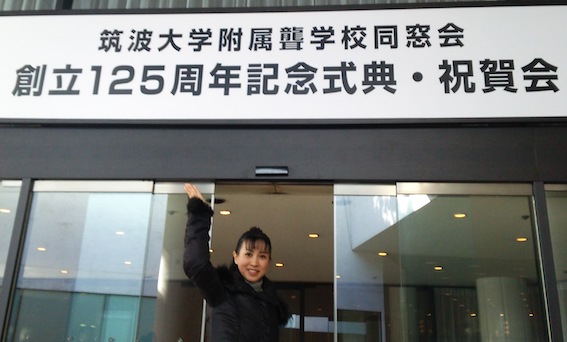 筑波大学附属聾学校同窓会
創立125周年記念式典・祝賀会